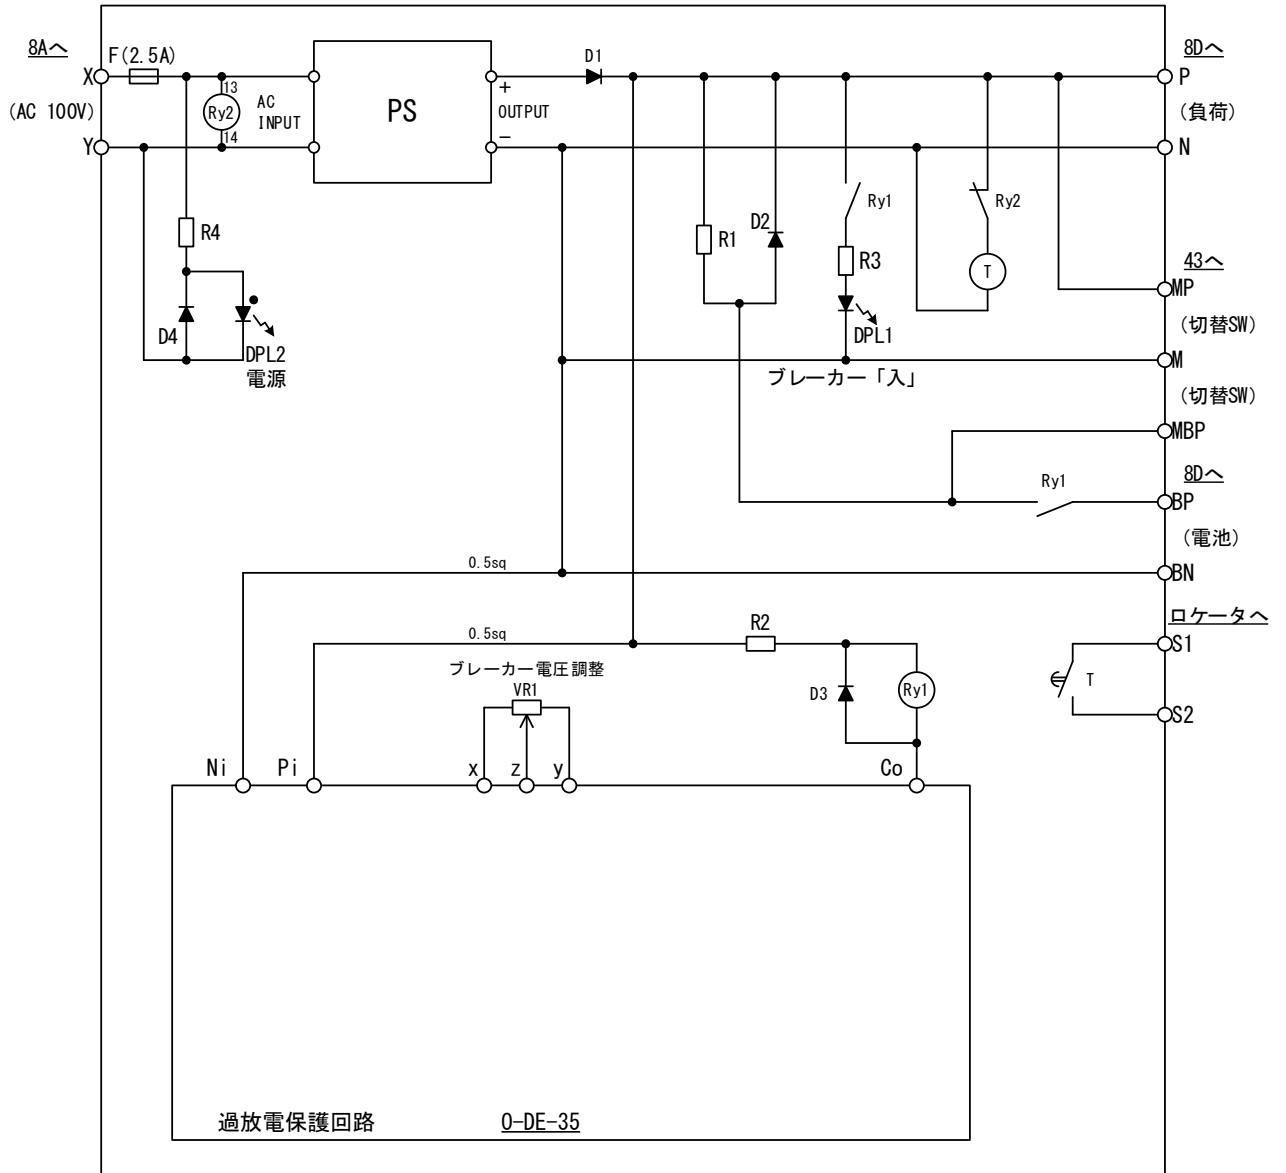 8Aへ
F(2.5A)
X
(AC 100V)
Y
13
Ry2
14
AC
INPUT
PS
+
OUTPUT
−
D1
8Dへ
P
(負荷)
N
R4
D4
DPL2
電源
R1
D2
Ry1
R3
DPL1
ブレーカー「入」
Ry2
T
43へ
MP
(切替SW)
M
(切替SW)
MBP
8Dへ
Ry1
BP
(電池)
0.5sq
BN
ロケータへ
0.5sq
R2
S1
ブレーカー電圧調整
VR1
D3
Ry1
T
S2
Ni
Pi
x
z
y
Co
過放電保護回路
O-DE-35